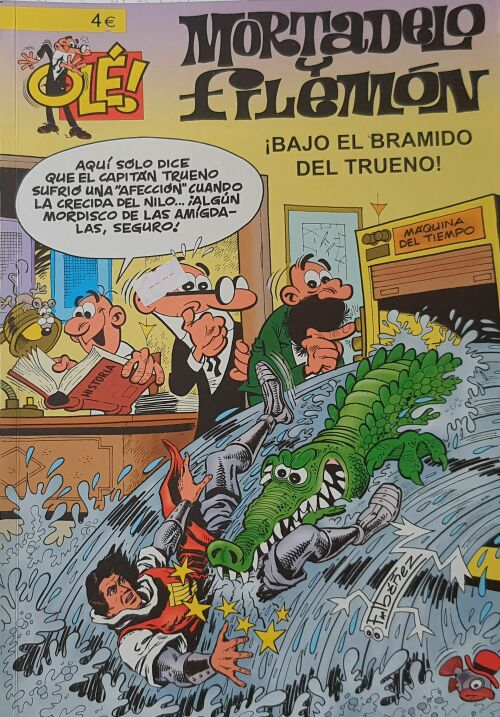 4€
OLÉ!
MORTADELO
Y
FILEMÓN
¡BAJO EL BRAMIDO
DEL TRUENO!
AQUÍ SÓLO DICE
QUE EL CAPITÁN TRUENO
SUFRIÓ UNA "AFECCIÓN" CUANDO
LA CRECIDA DEL NILO... ¡ALGÚN
MORDISCO DE LAS AMÍGDA-
LAS, SEGURO!
MÁQUINA
DEL TIEMPO
HISTORIA
F. Ibáñez